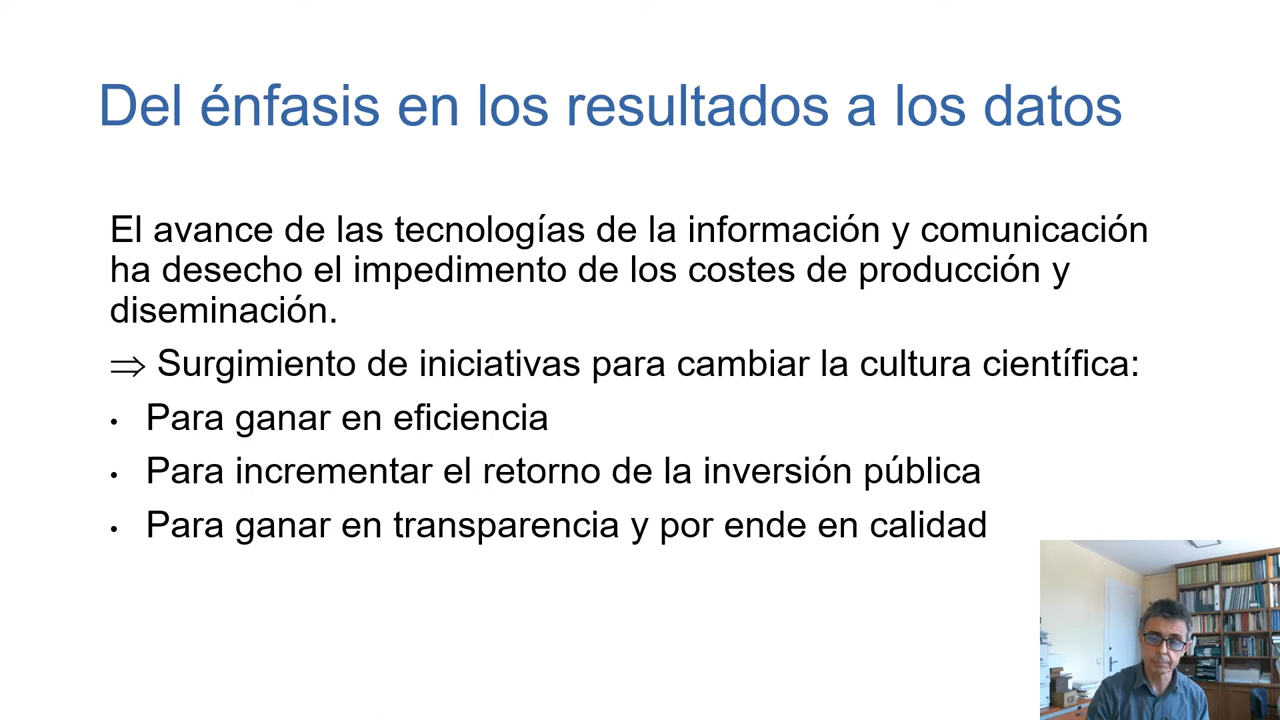 Del énfasis en los resultados a los datos
El avance de las tecnologías de la información y comunicación
ha desecho el impedimento de los costes de producción y
diseminación.
⇒ Surgimiento de iniciativas para cambiar la cultura científica:
• Para ganar en eficiencia
• Para incrementar el retorno de la inversión pública
• Para ganar en transparencia y por ende en calidad